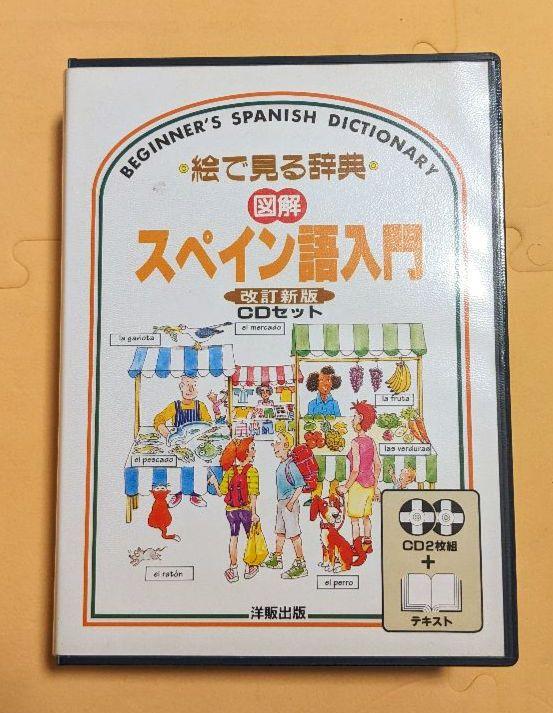 BEGINNER'S SPANISH DICTIONARY
絵で見る辞典
図解
スペイン語入門
改訂新版
CDセット
la gaviota
el mercado
la fruta
el pescado
las verduras
el ratón
el perro
CD2枚組
+
テキスト
洋販出版